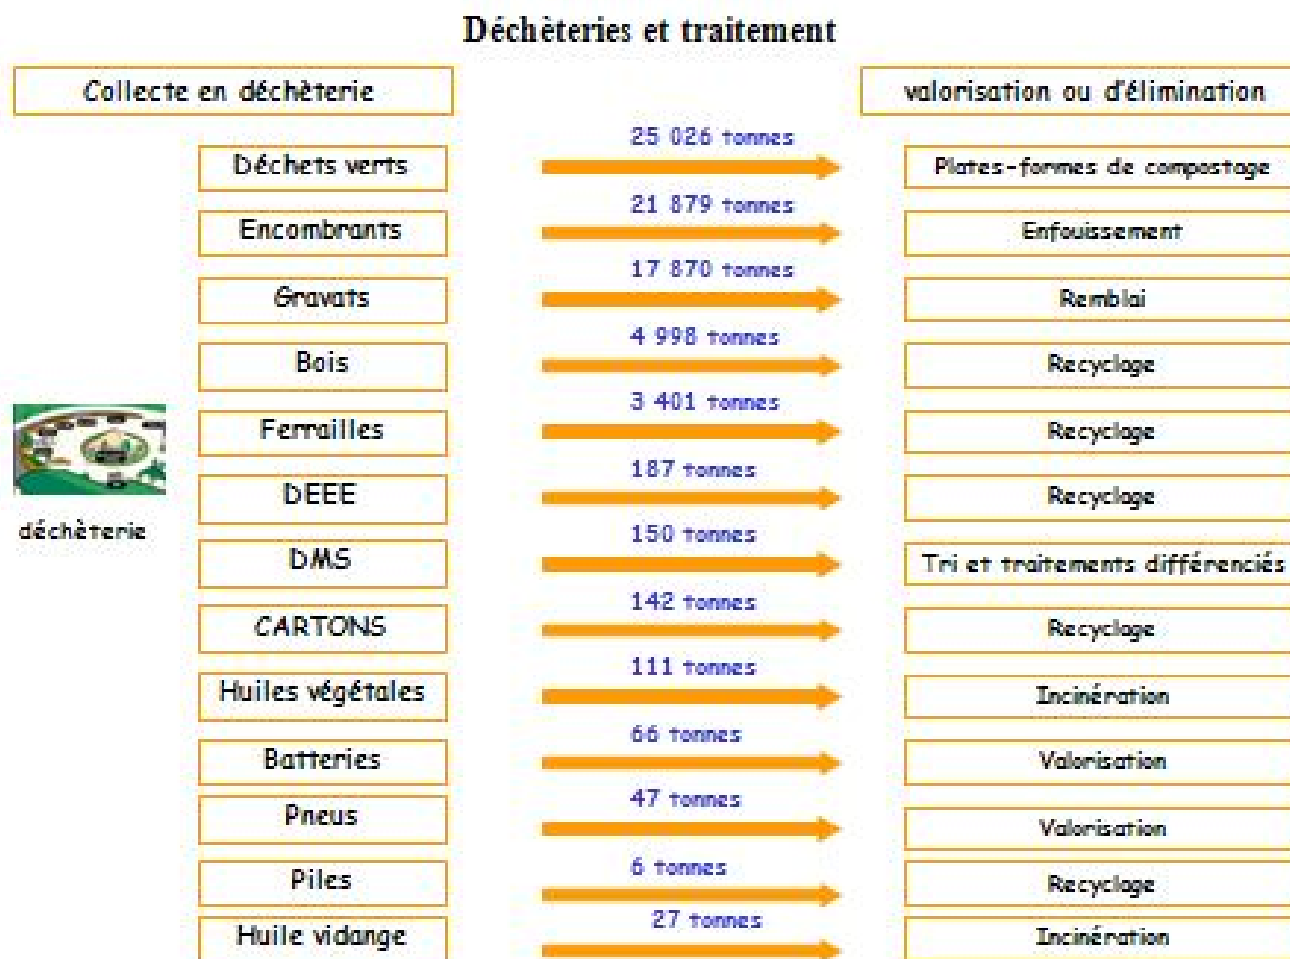 Déchèteries et traitement
Collecte en déchèterie
valorisation ou d'élimination
Déchets verts
25 026 tonnes
Plates-formes de compostage
Encombrants
21 879 tonnes
Enfouissement
Gravats
17 870 tonnes
Remblai
Bois
4 998 tonnes
Recyclage
Ferrailles
3 401 tonnes
Recyclage
déchèterie
DEEE
187 tonnes
Recyclage
DMS
150 tonnes
Tri et traitements différenciés
CARTONS
142 tonnes
Recyclage
Huiles végétales
111 tonnes
Incinération
Batteries
66 tonnes
Valorisation
Pneus
47 tonnes
Valorisation
Piles
6 tonnes
Recyclage
Huile vidange
27 tonnes
Incinération